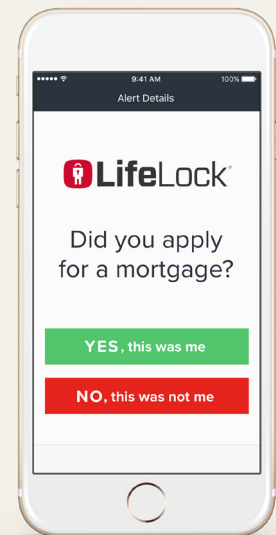 9:41 AM
100%
Alert Details
LifeLock
Did you apply
for a mortgage?
YES, this was me
NO, this was not me